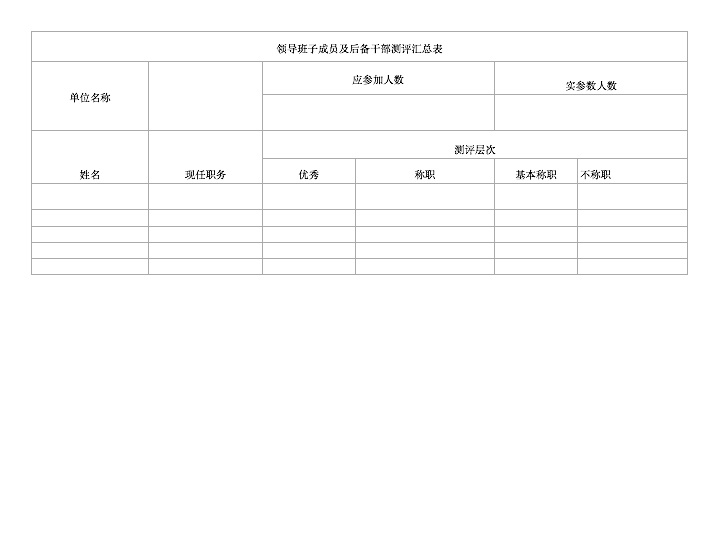 领导班子成员及后备干部测评汇总表
单位名称
应参加人数
实参数人数
测评层次
姓名
现任职务
优秀
称职
基本称职
不称职